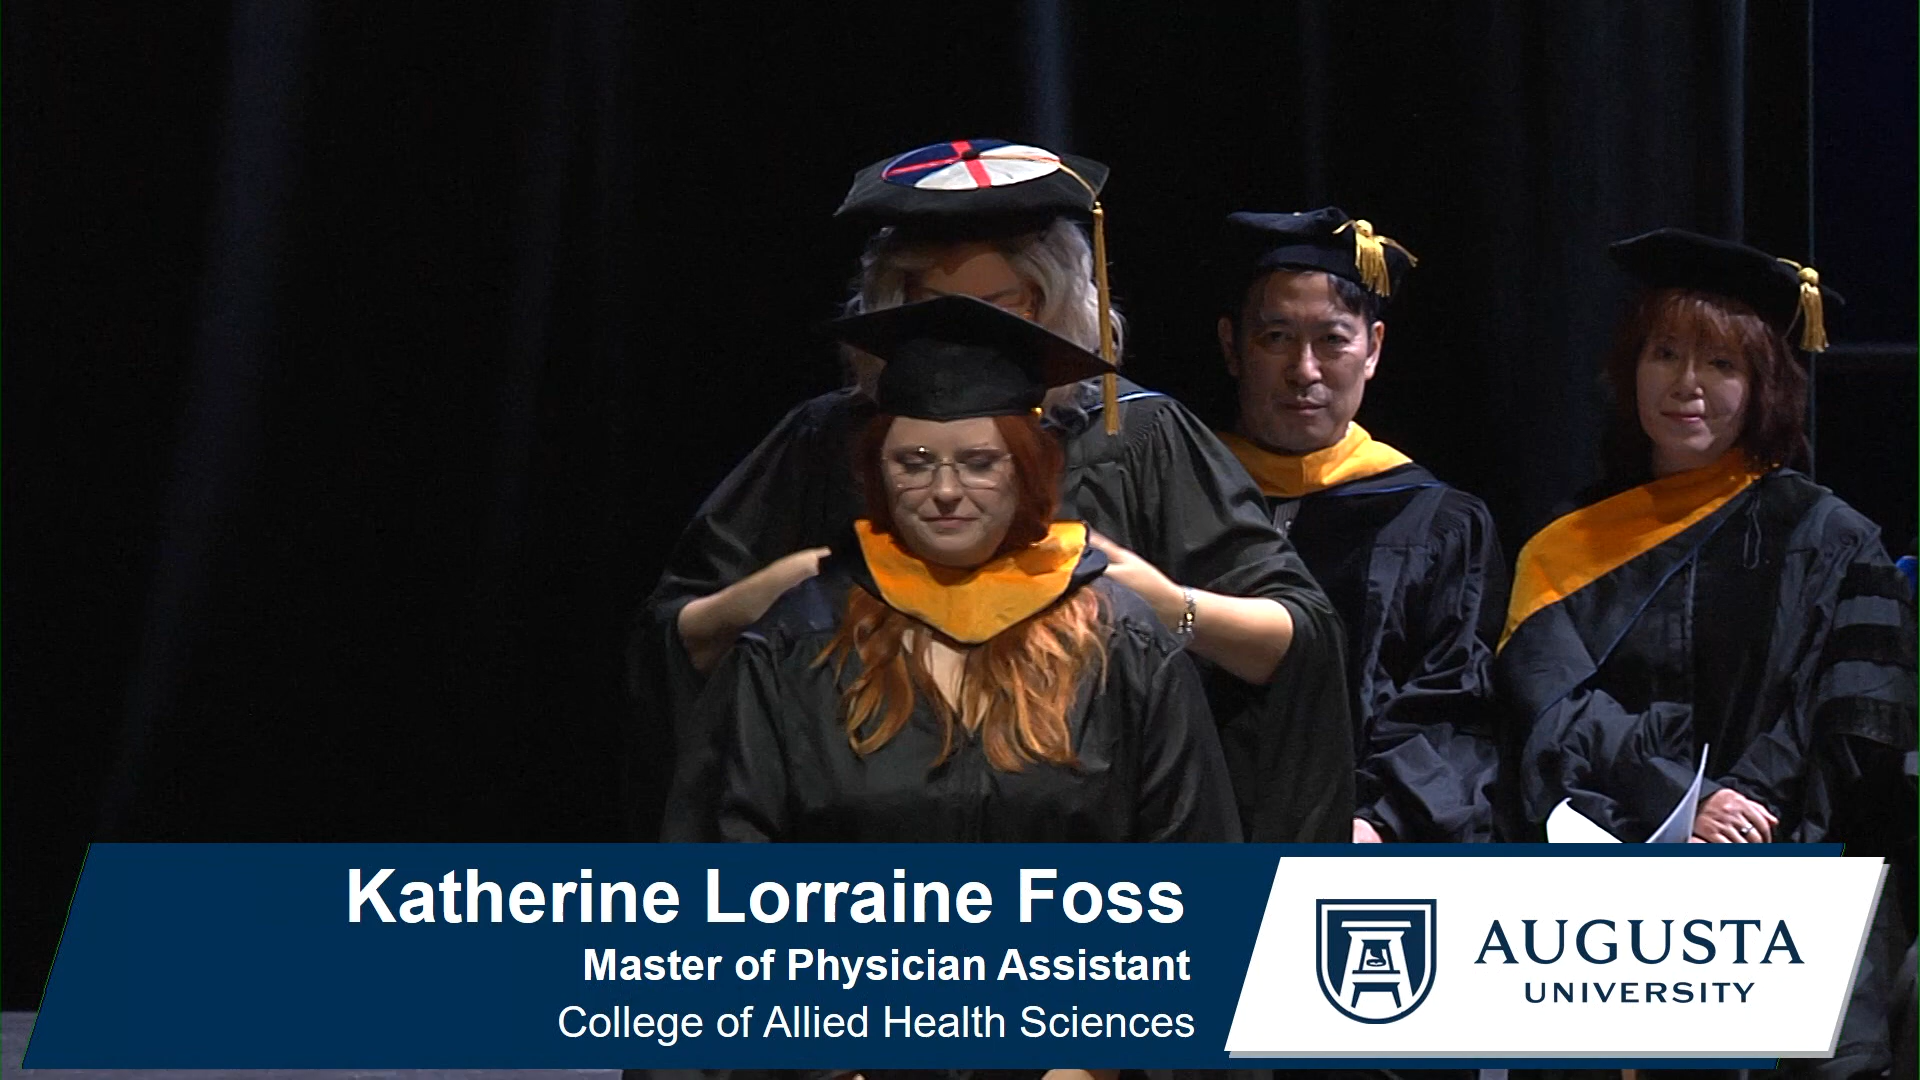 Katherine Lorraine Foss
Master of Physician Assistant
College of Allied Health Sciences
AUGUSTA
UNIVERSITY